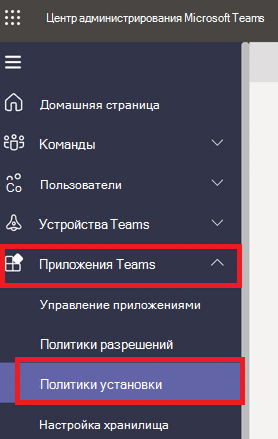 Центр администрирования Microsoft Teams
Домашняя страница
Команды
Co
Пользователи
Устройства Teams
Приложения Teams
Управление приложениями
Политики разрешений
Политики установки
Настройка хранилища